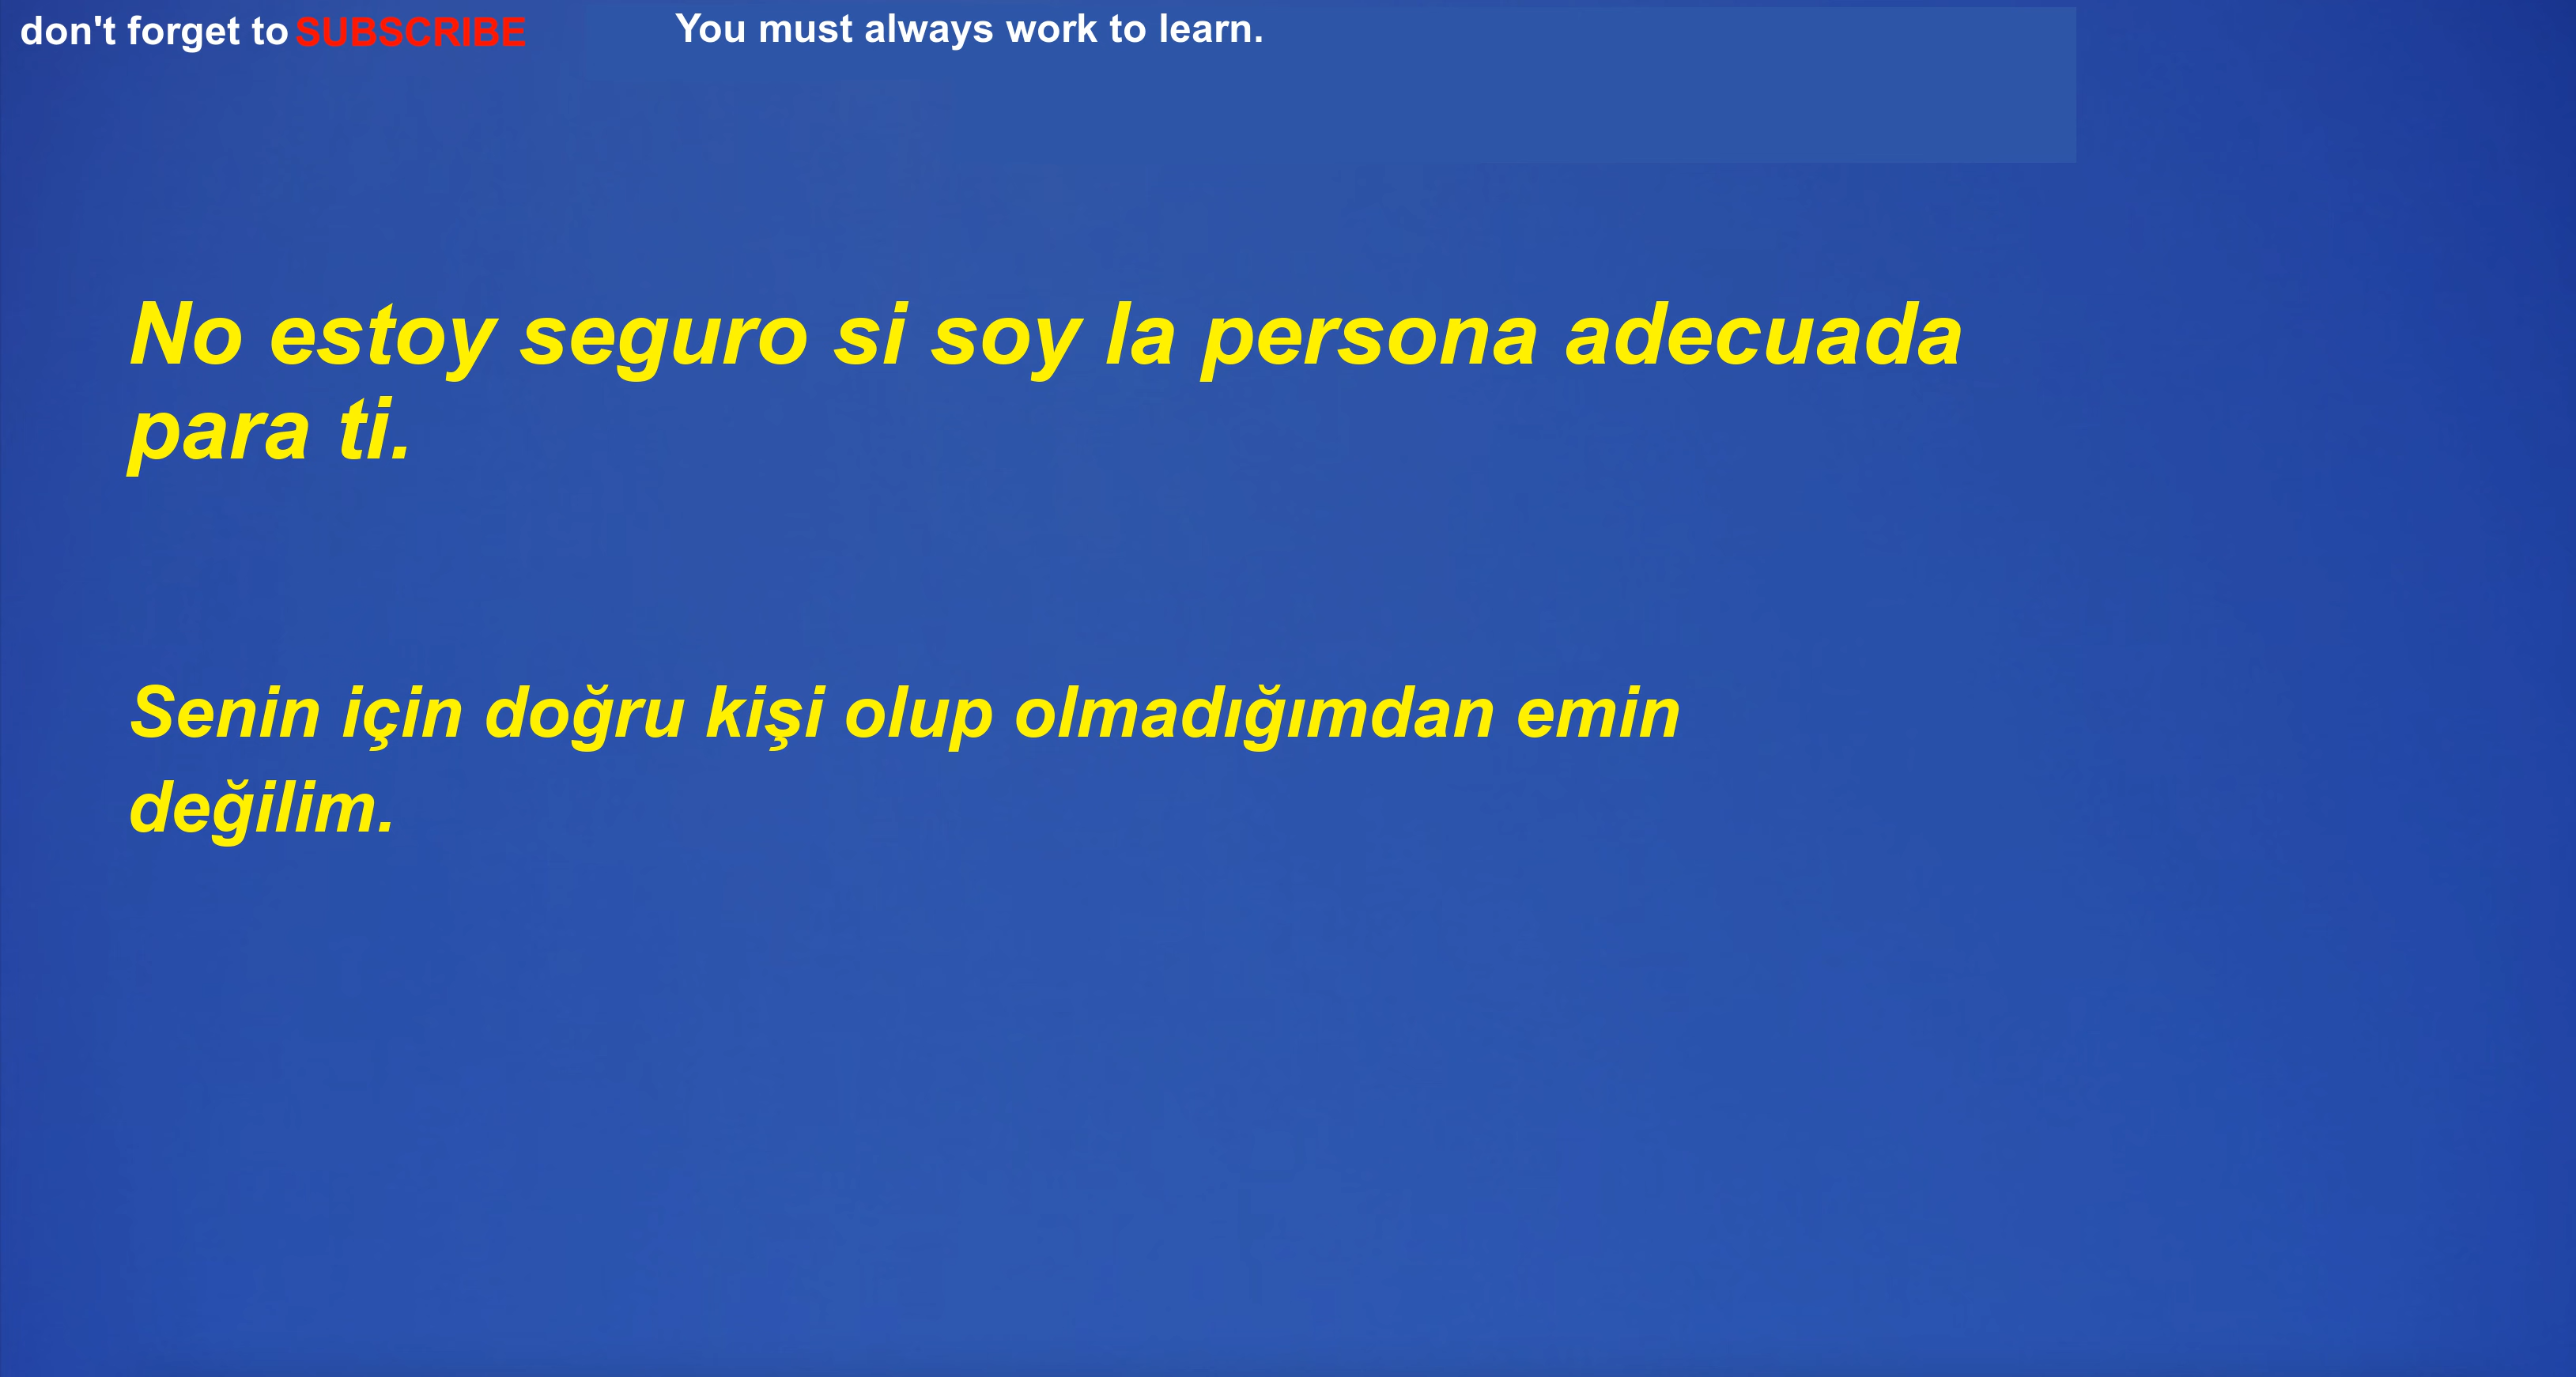 don't forget to SUBSCRIBE
You must always work to learn.
No estoy seguro si soy la persona adecuada
para ti.
Senin için doğru kişi olup olmadığımdan emin
değilim.